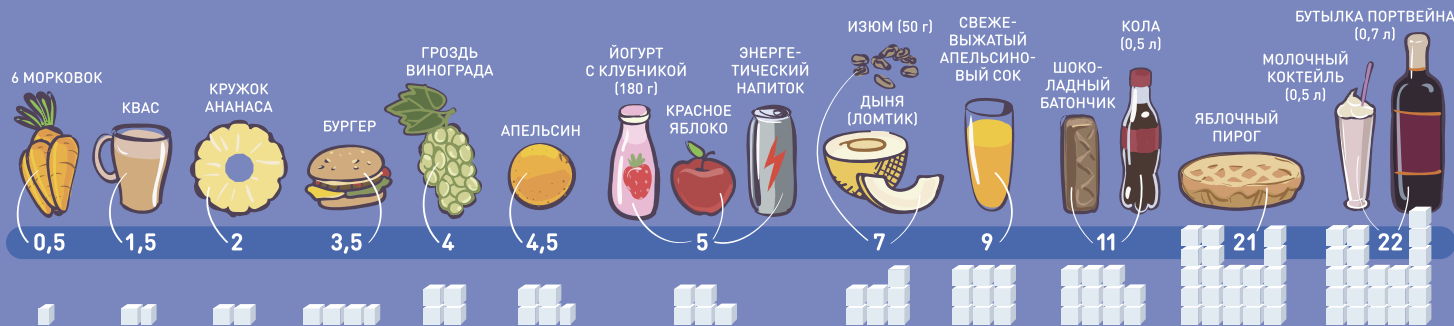 6 МОРКОВОК
0,5
КВАС
1,5
КРУЖОК
АНАНАСА
2
БУРГЕР
3,5
ГРОЗДЬ
ВИНОГРАДА
4
АПЕЛЬСИН
4,5
ЙОГУРТ
С КЛУБНИКОЙ
(180 г)
КРАСНОЕ
ЯБЛОКО
ЭНЕРГЕ-
ТИЧЕСКИЙ
НАПИТОК
5
ИЗЮМ (50 г)
ДЫНЯ
(ЛОМТИК)
7
СВЕЖЕ-
ВЫЖАТЫЙ
АПЕЛЬСИНО-
ВЫЙ СОК
9
ШОКО-
ЛАДНЫЙ
БАТОНЧИК
КОЛА
(0,5 л)
11
ЯБЛОЧНЫЙ
ПИРОГ
21
МОЛОЧНЫЙ
КОКТЕЙЛЬ
(0,5 л)
БУТЫЛКА ПОРТВЕЙНА
(0,7 л)
22